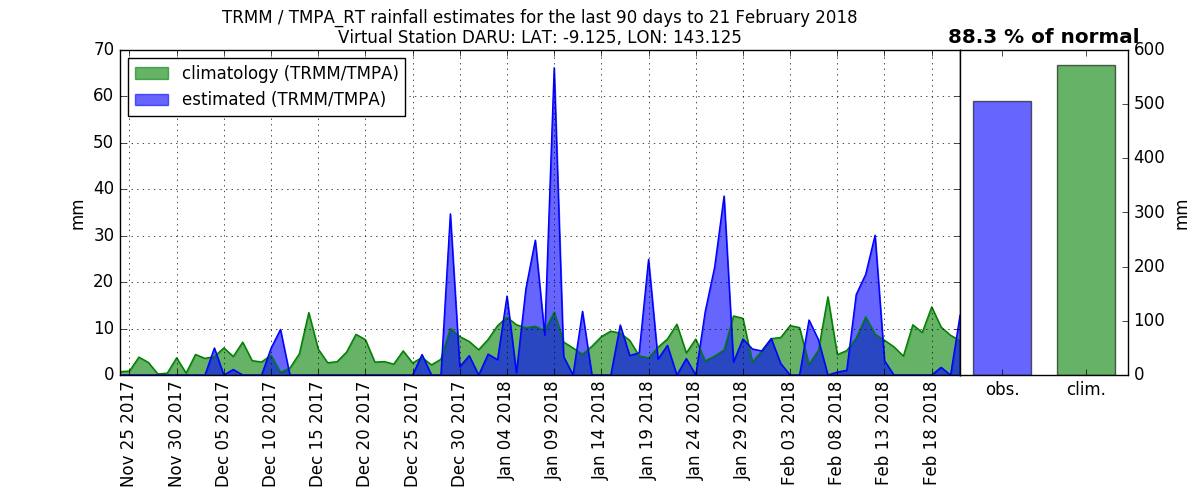 TRMM / TMPA_RT rainfall estimates for the last 90 days to 21 February 2018
Virtual Station DARU: LAT: -9.125, LON: 143.125
88.3 % of normal
climatology (TRMM/TMPA)
estimated (TRMM/TMPA)
mm
70
60
50
40
30
20
10
0
Nov 25 2017
Nov 30 2017
Dec 05 2017
Dec 10 2017
Dec 15 2017
Dec 20 2017
Dec 25 2017
Dec 30 2017
Jan 04 2018
Jan 09 2018
Jan 14 2018
Jan 19 2018
Jan 24 2018
Jan 29 2018
Feb 03 2018
Feb 08 2018
Feb 13 2018
Feb 18 2018
obs.
clim.
600
500
400
300
200
100
0
mm